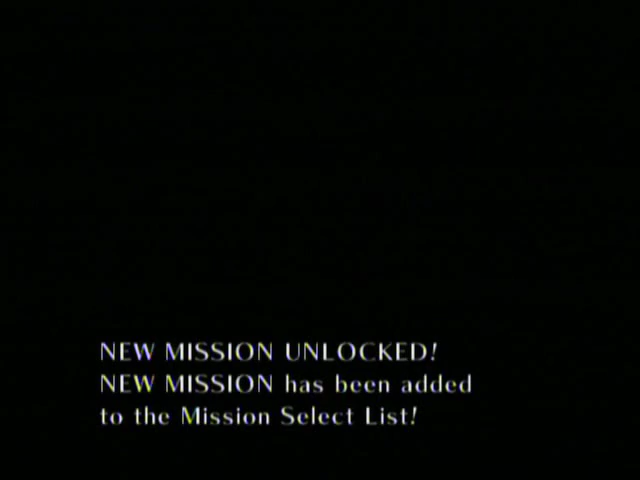 NEW MISSION UNLOCKED!
NEW MISSION has been added
to the Mission Select List!